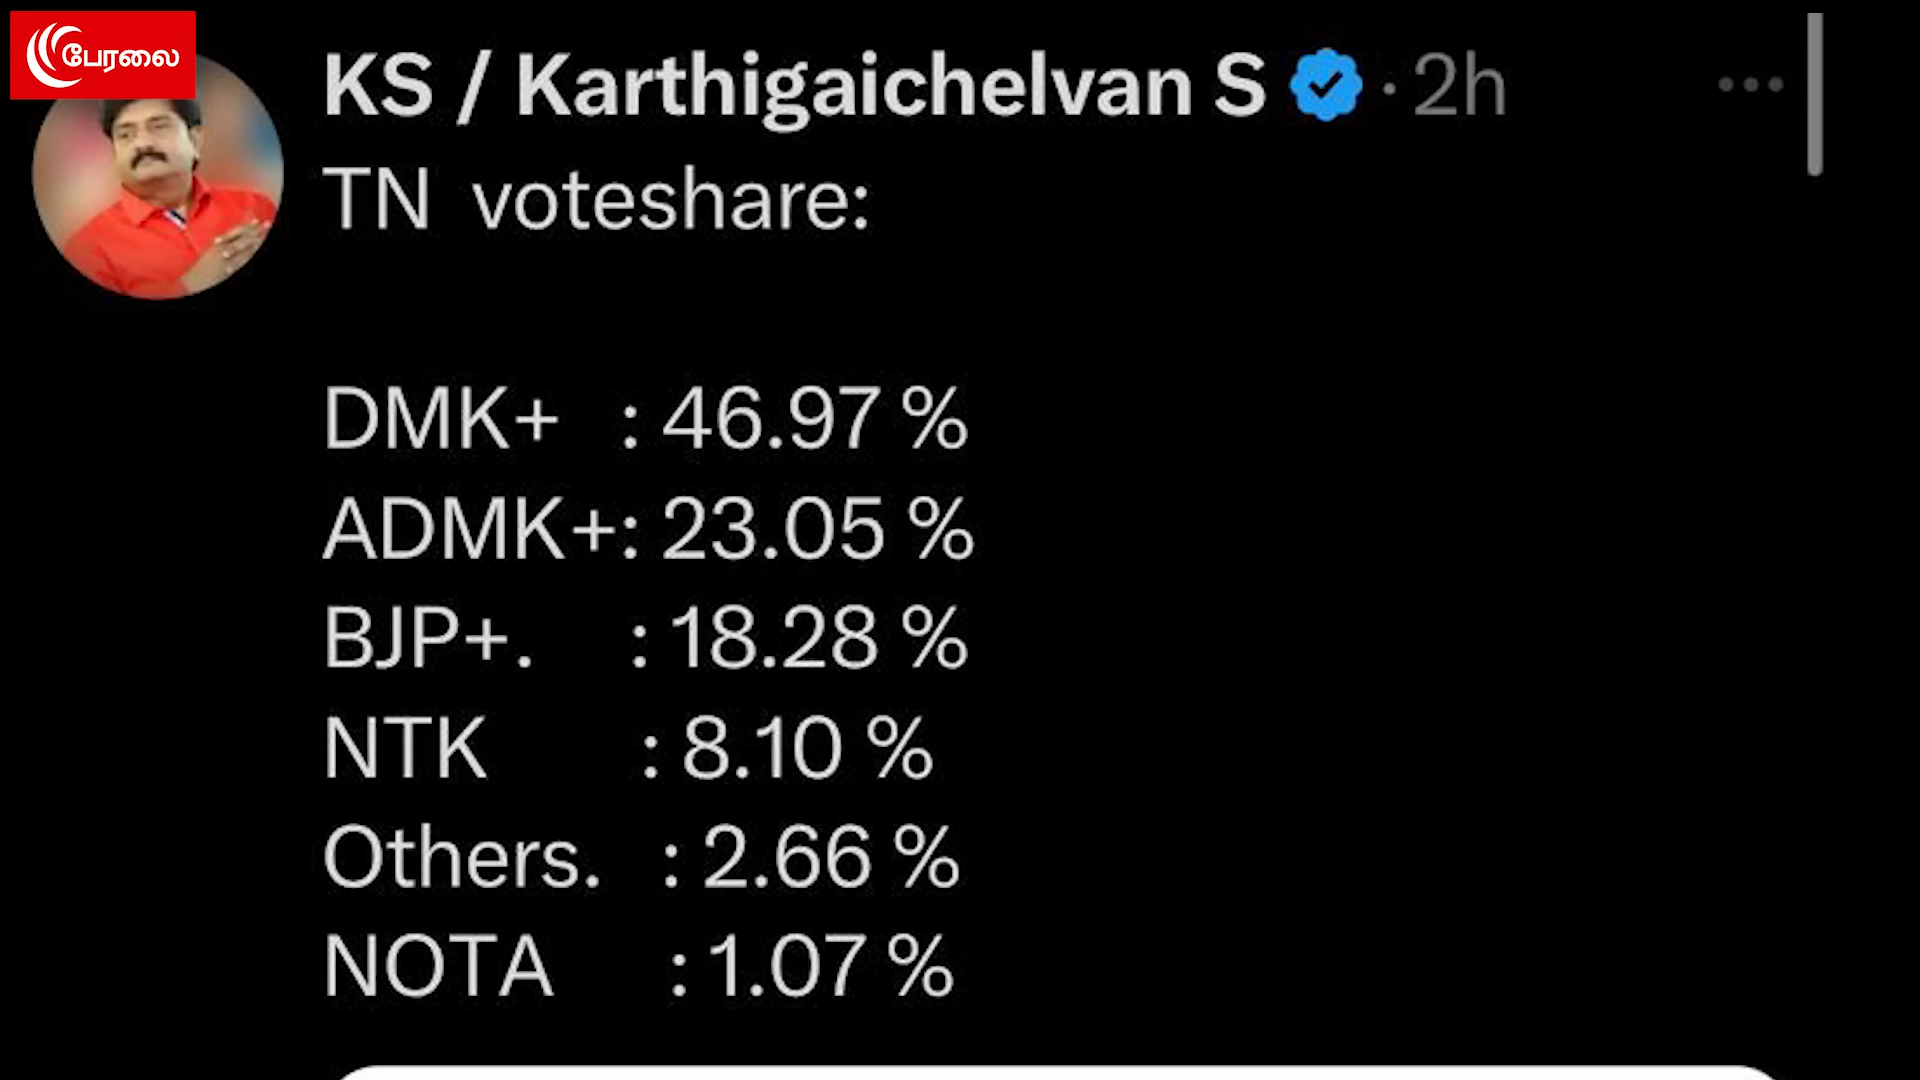 பேரலை
KS / Karthigaichelvan S · 2h ...
TN voteshare:
DMK+ : 46.97 %
ADMK+: 23.05 %
BJP+. : 18.28 %
NTK : 8.10 %
Others. : 2.66 %
NOTA : 1.07 %